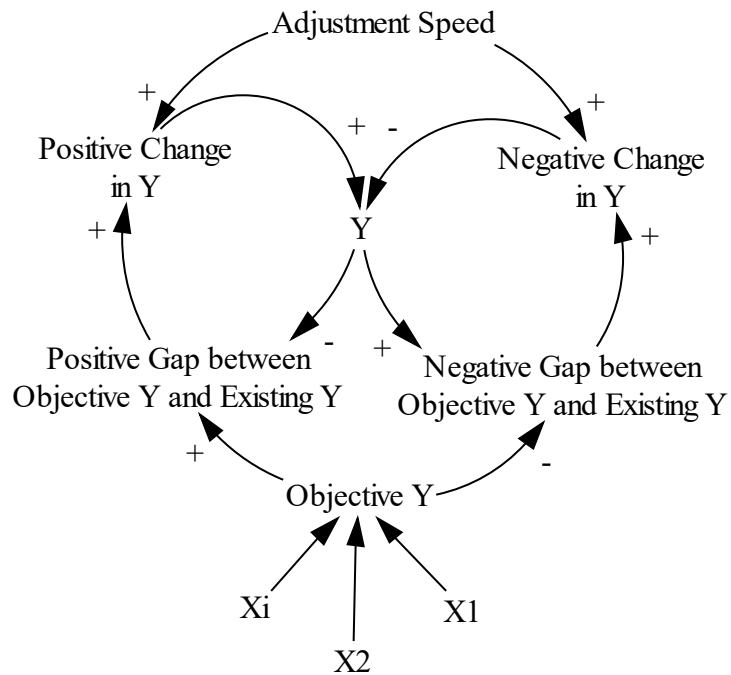 Adjustment Speed
+
+
Positive Change
in Y
+
-
Negative Change
in Y
+
Y
+
-
+
Positive Gap between
Objective Y and Existing Y
Negative Gap between
Objective Y and Existing Y
+
-
Objective Y
Xi
X1
X2